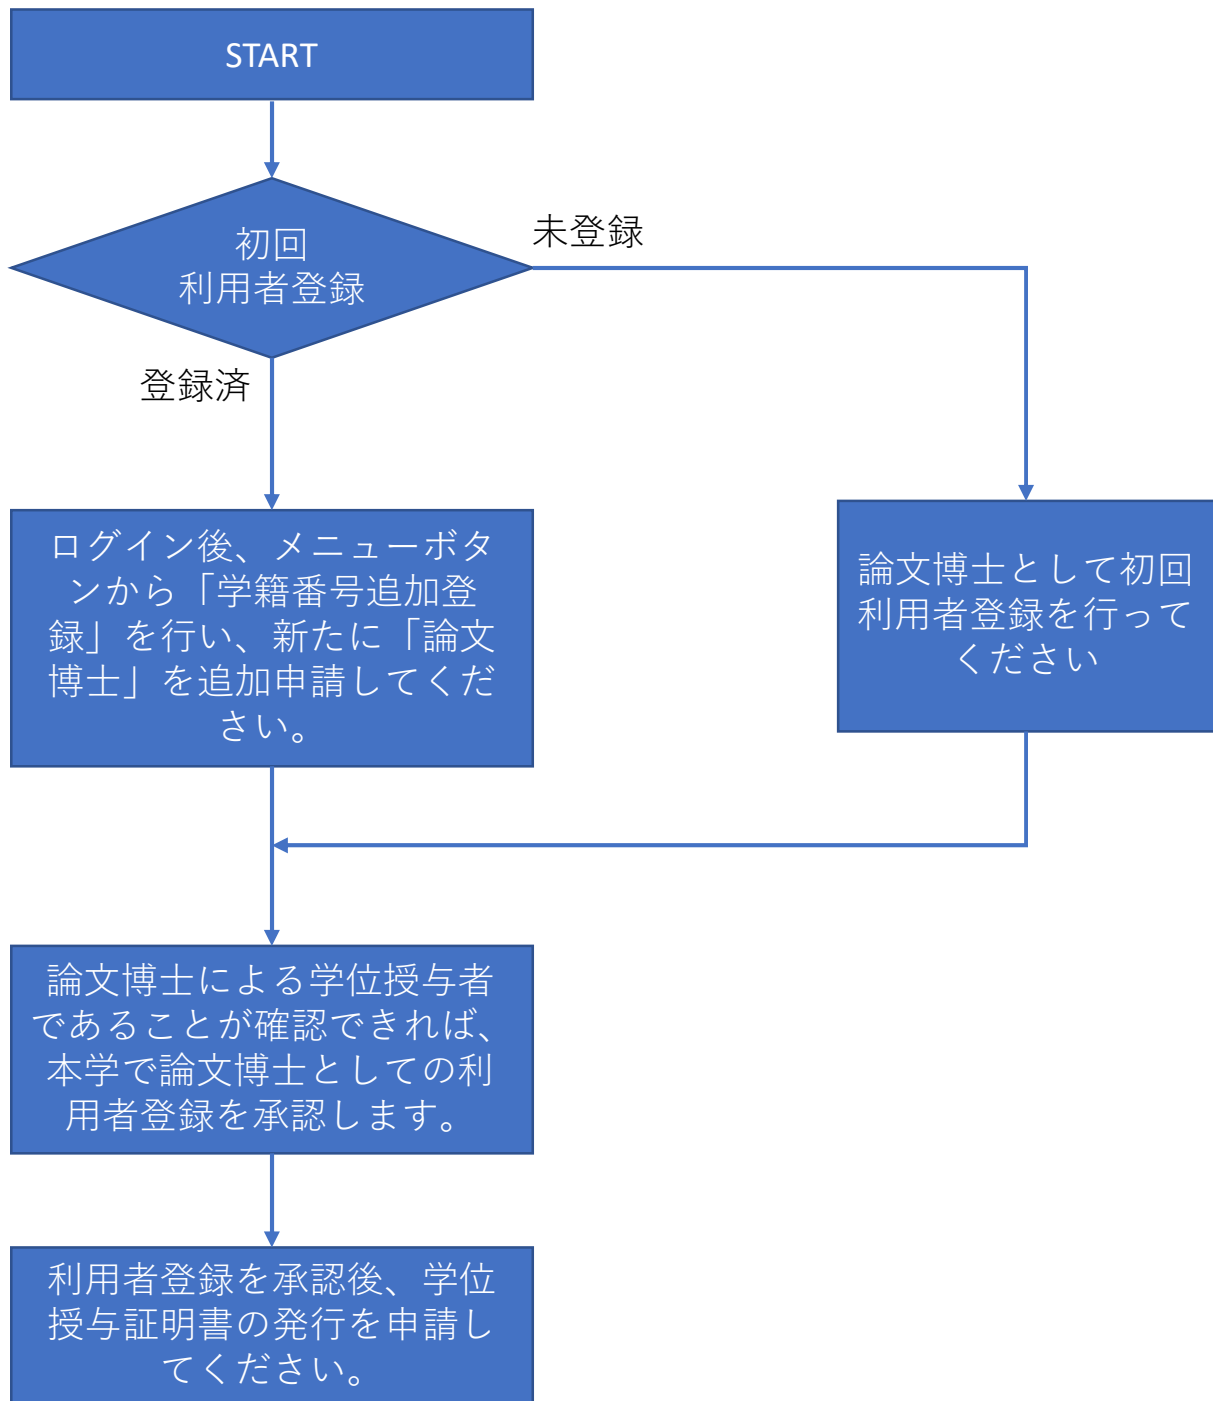 START
初回
利用者登録
未登録
登録済
ログイン後、メニューボタ
ンから「学籍番号追加登
録」を行い、新たに「論文
博士」を追加申請してくだ
さい。
論文博士として初回
利用者登録を行って
ください
論文博士による学位授与者
であることが確認できれば、
本学で論文博士としての利
用者登録を承認します。
利用者登録を承認後、学位
授与証明書の発行を申請し
てください。